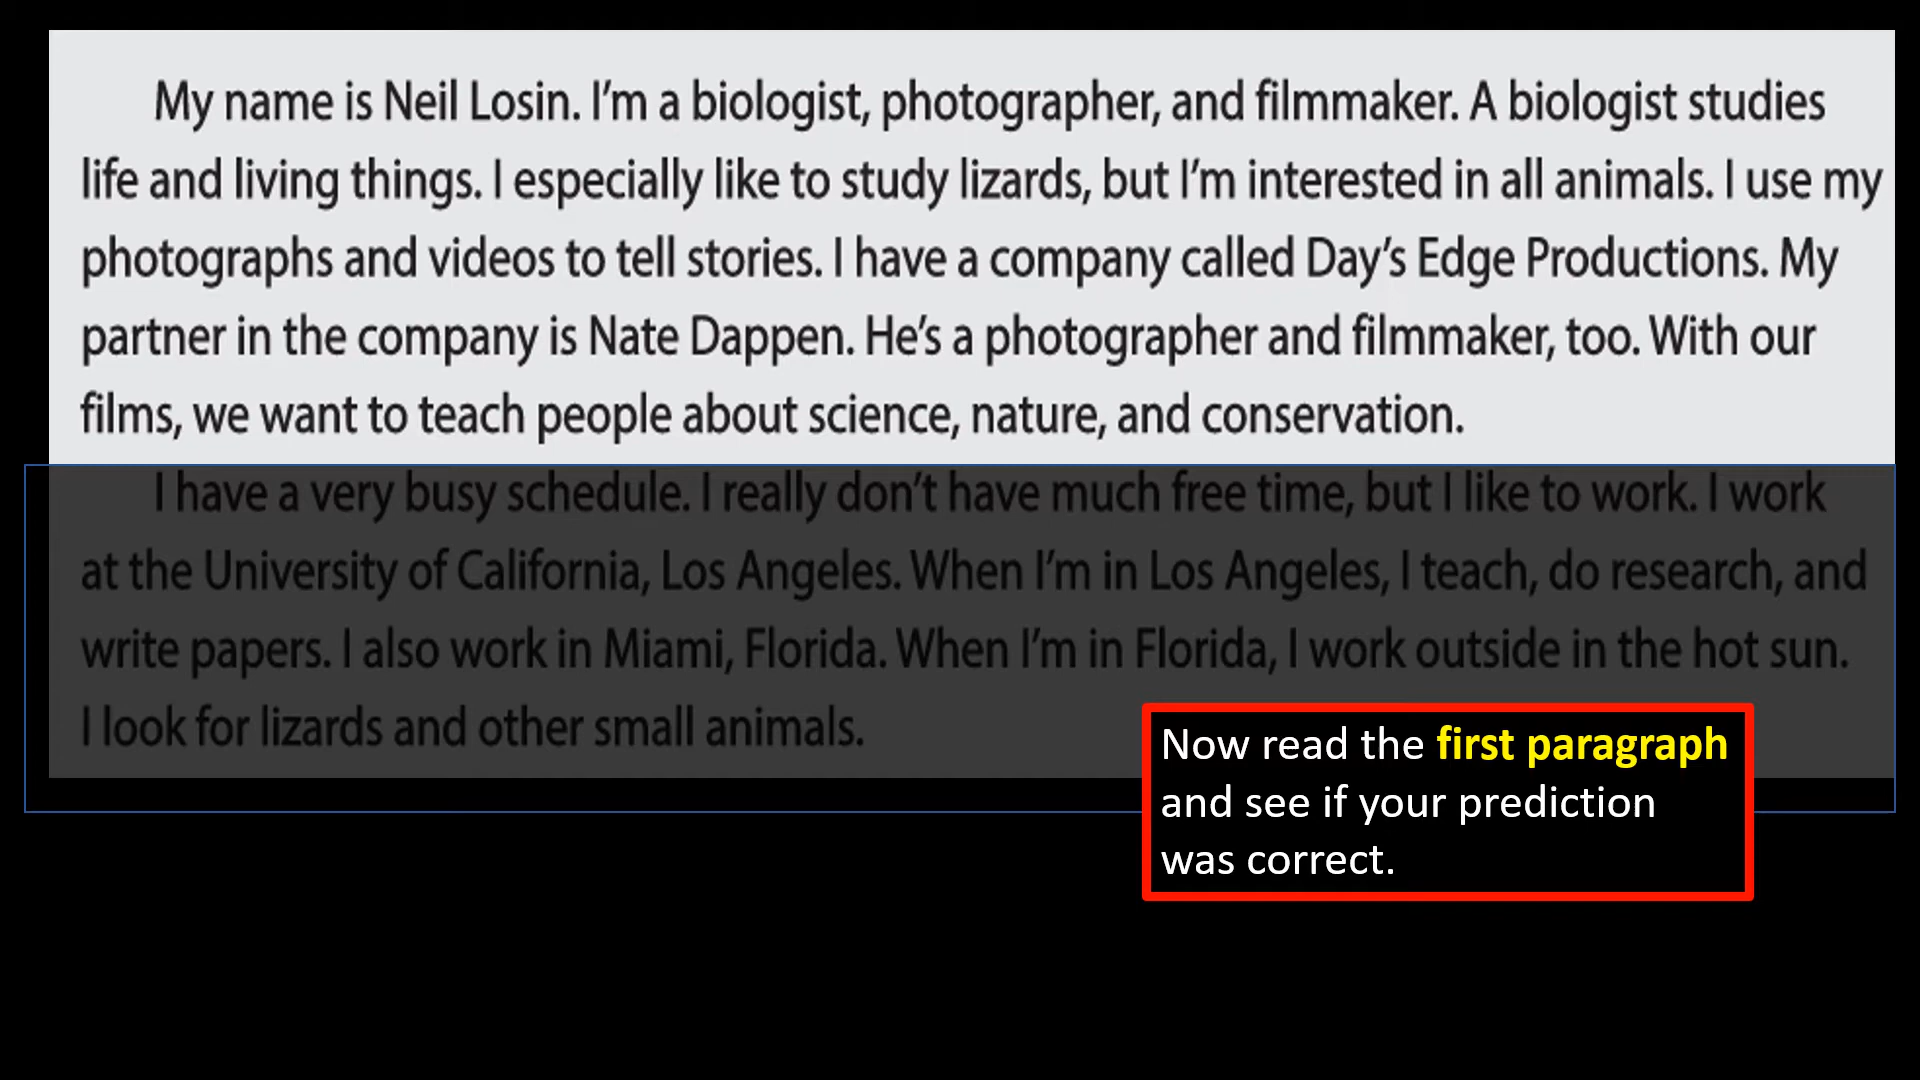 My name is Neil Losin. I'm a biologist, photographer, and filmmaker. A biologist studies
life and living things. I especially like to study lizards, but I'm interested in all animals. I use my
photographs and videos to tell stories. I have a company called Day's Edge Productions. My
partner in the company is Nate Dappen. He's a photographer and filmmaker, too. With our
films, we want to teach people about science, nature, and conservation.
I have a very busy schedule. I really don't have much free time, but I like to work. I work
at the University of California, Los Angeles. When I'm in Los Angeles, I teach, do research, and
write papers. I also work in Miami, Florida. When I'm in Florida, I work outside in the hot sun.
I look for lizards and other small animals.
Now read the first paragraph
and see if your prediction
was correct.